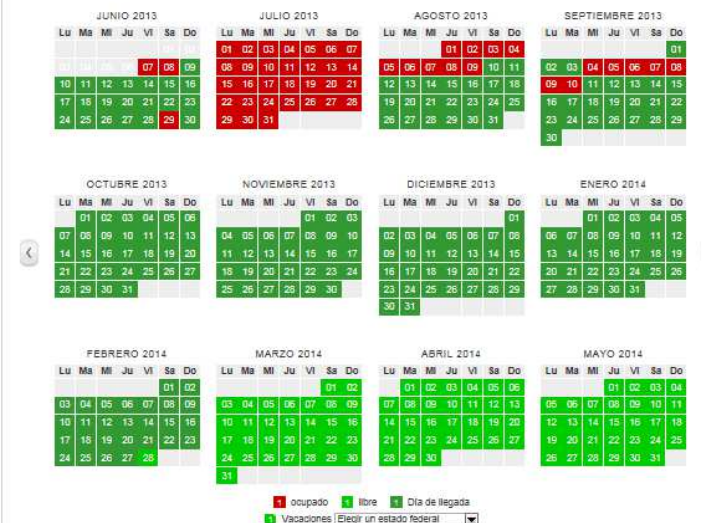 JUNIO 2013
Lu Ma Mi Ju Vi Sa Do
01 02
03 04 05 06 07 08 09
10 11 12 13 14 15 16
17 18 19 20 21 22 23
24 25 26 27 28 29 30
JULIO 2013
Lu Ma Mi Ju Vi Sa Do
01 02 03 04 05 06 07
08 09 10 11 12 13 14
15 16 17 18 19 20 21
22 23 24 25 26 27 28
29 30 31
AGOSTO 2013
Lu Ma Mi Ju Vi Sa Do
01 02 03 04
05 06 07 08 09 10 11
12 13 14 15 16 17 18
19 20 21 22 23 24 25
26 27 28 29 30 31
SEPTIEMBRE 2013
Lu Ma Mi Ju Vi Sa Do
01
02 03 04 05 06 07 08
09 10 11 12 13 14 15
16 17 18 19 20 21 22
23 24 25 26 27 28 29
30
OCTUBRE 2013
Lu Ma Mi Ju Vi Sa Do
01 02 03 04 05 06
07 08 09 10 11 12 13
14 15 16 17 18 19 20
21 22 23 24 25 26 27
28 29 30 31
NOVIEMBRE 2013
Lu Ma Mi Ju Vi Sa Do
01 02 03
04 05 06 07 08 09 10
11 12 13 14 15 16 17
18 19 20 21 22 23 24
25 26 27 28 29 30
DICIEMBRE 2013
Lu Ma Mi Ju Vi Sa Do
01
02 03 04 05 06 07 08
09 10 11 12 13 14 15
16 17 18 19 20 21 22
23 24 25 26 27 28 29
30 31
ENERO 2014
Lu Ma Mi Ju Vi Sa Do
01 02 03 04 05
06 07 08 09 10 11 12
13 14 15 16 17 18 19
20 21 22 23 24 25 26
27 28 29 30 31
FEBRERO 2014
Lu Ma Mi Ju Vi Sa Do
01 02
03 04 05 06 07 08 09
10 11 12 13 14 15 16
17 18 19 20 21 22 23
24 25 26 27 28
MARZO 2014
Lu Ma Mi Ju Vi Sa Do
01 02
03 04 05 06 07 08 09
10 11 12 13 14 15 16
17 18 19 20 21 22 23
24 25 26 27 28 29 30
31
ABRIL 2014
Lu Ma Mi Ju Vi Sa Do
01 02 03 04 05 06
07 08 09 10 11 12 13
14 15 16 17 18 19 20
21 22 23 24 25 26 27
28 29 30
MAYO 2014
Lu Ma Mi Ju Vi Sa Do
01 02 03 04
05 06 07 08 09 10 11
12 13 14 15 16 17 18
19 20 21 22 23 24 25
26 27 28 29 30 31
1 ocupado 1 libre 1 Día de llegada
1 Vacaciones Elegir un estado federal